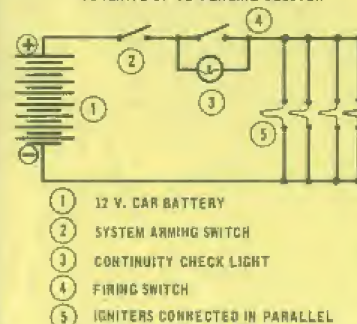 +
4
2
3
1
5
-
1 12 V. CAR BATTERY
2 SYSTEM ARMING SWITCH
3 CONTINUITY CHECK LIGHT
4 FIRING SWITCH
5 IGNITERS CONNECTED IN PARALLEL